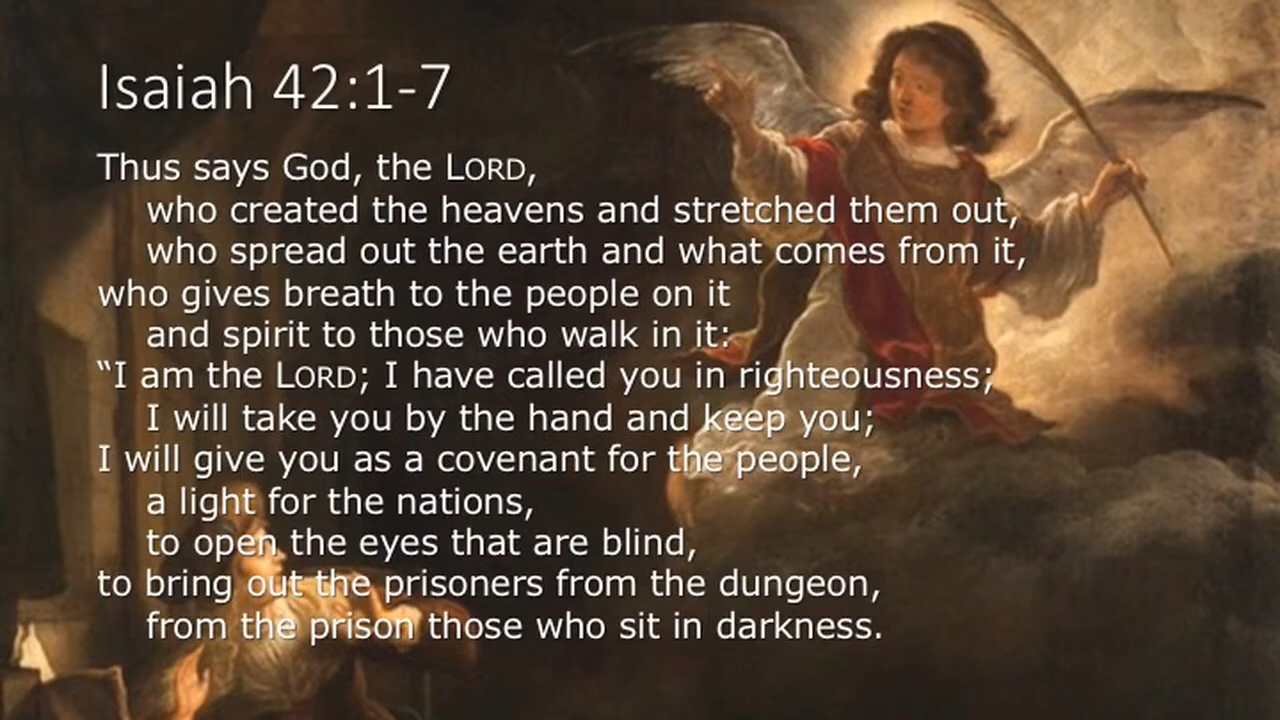 Isaiah 42:1-7
Thus says God, the LORD,
who created the heavens and stretched them out,
who spread out the earth and what comes from it,
who gives breath to the people on it
and spirit to those who walk in it:
“I am the LORD; I have called you in righteousness;
I will take you by the hand and keep you;
I will give you as a covenant for the people,
a light for the nations,
to open the eyes that are blind,
to bring out the prisoners from the dungeon,
from the prison those who sit in darkness.